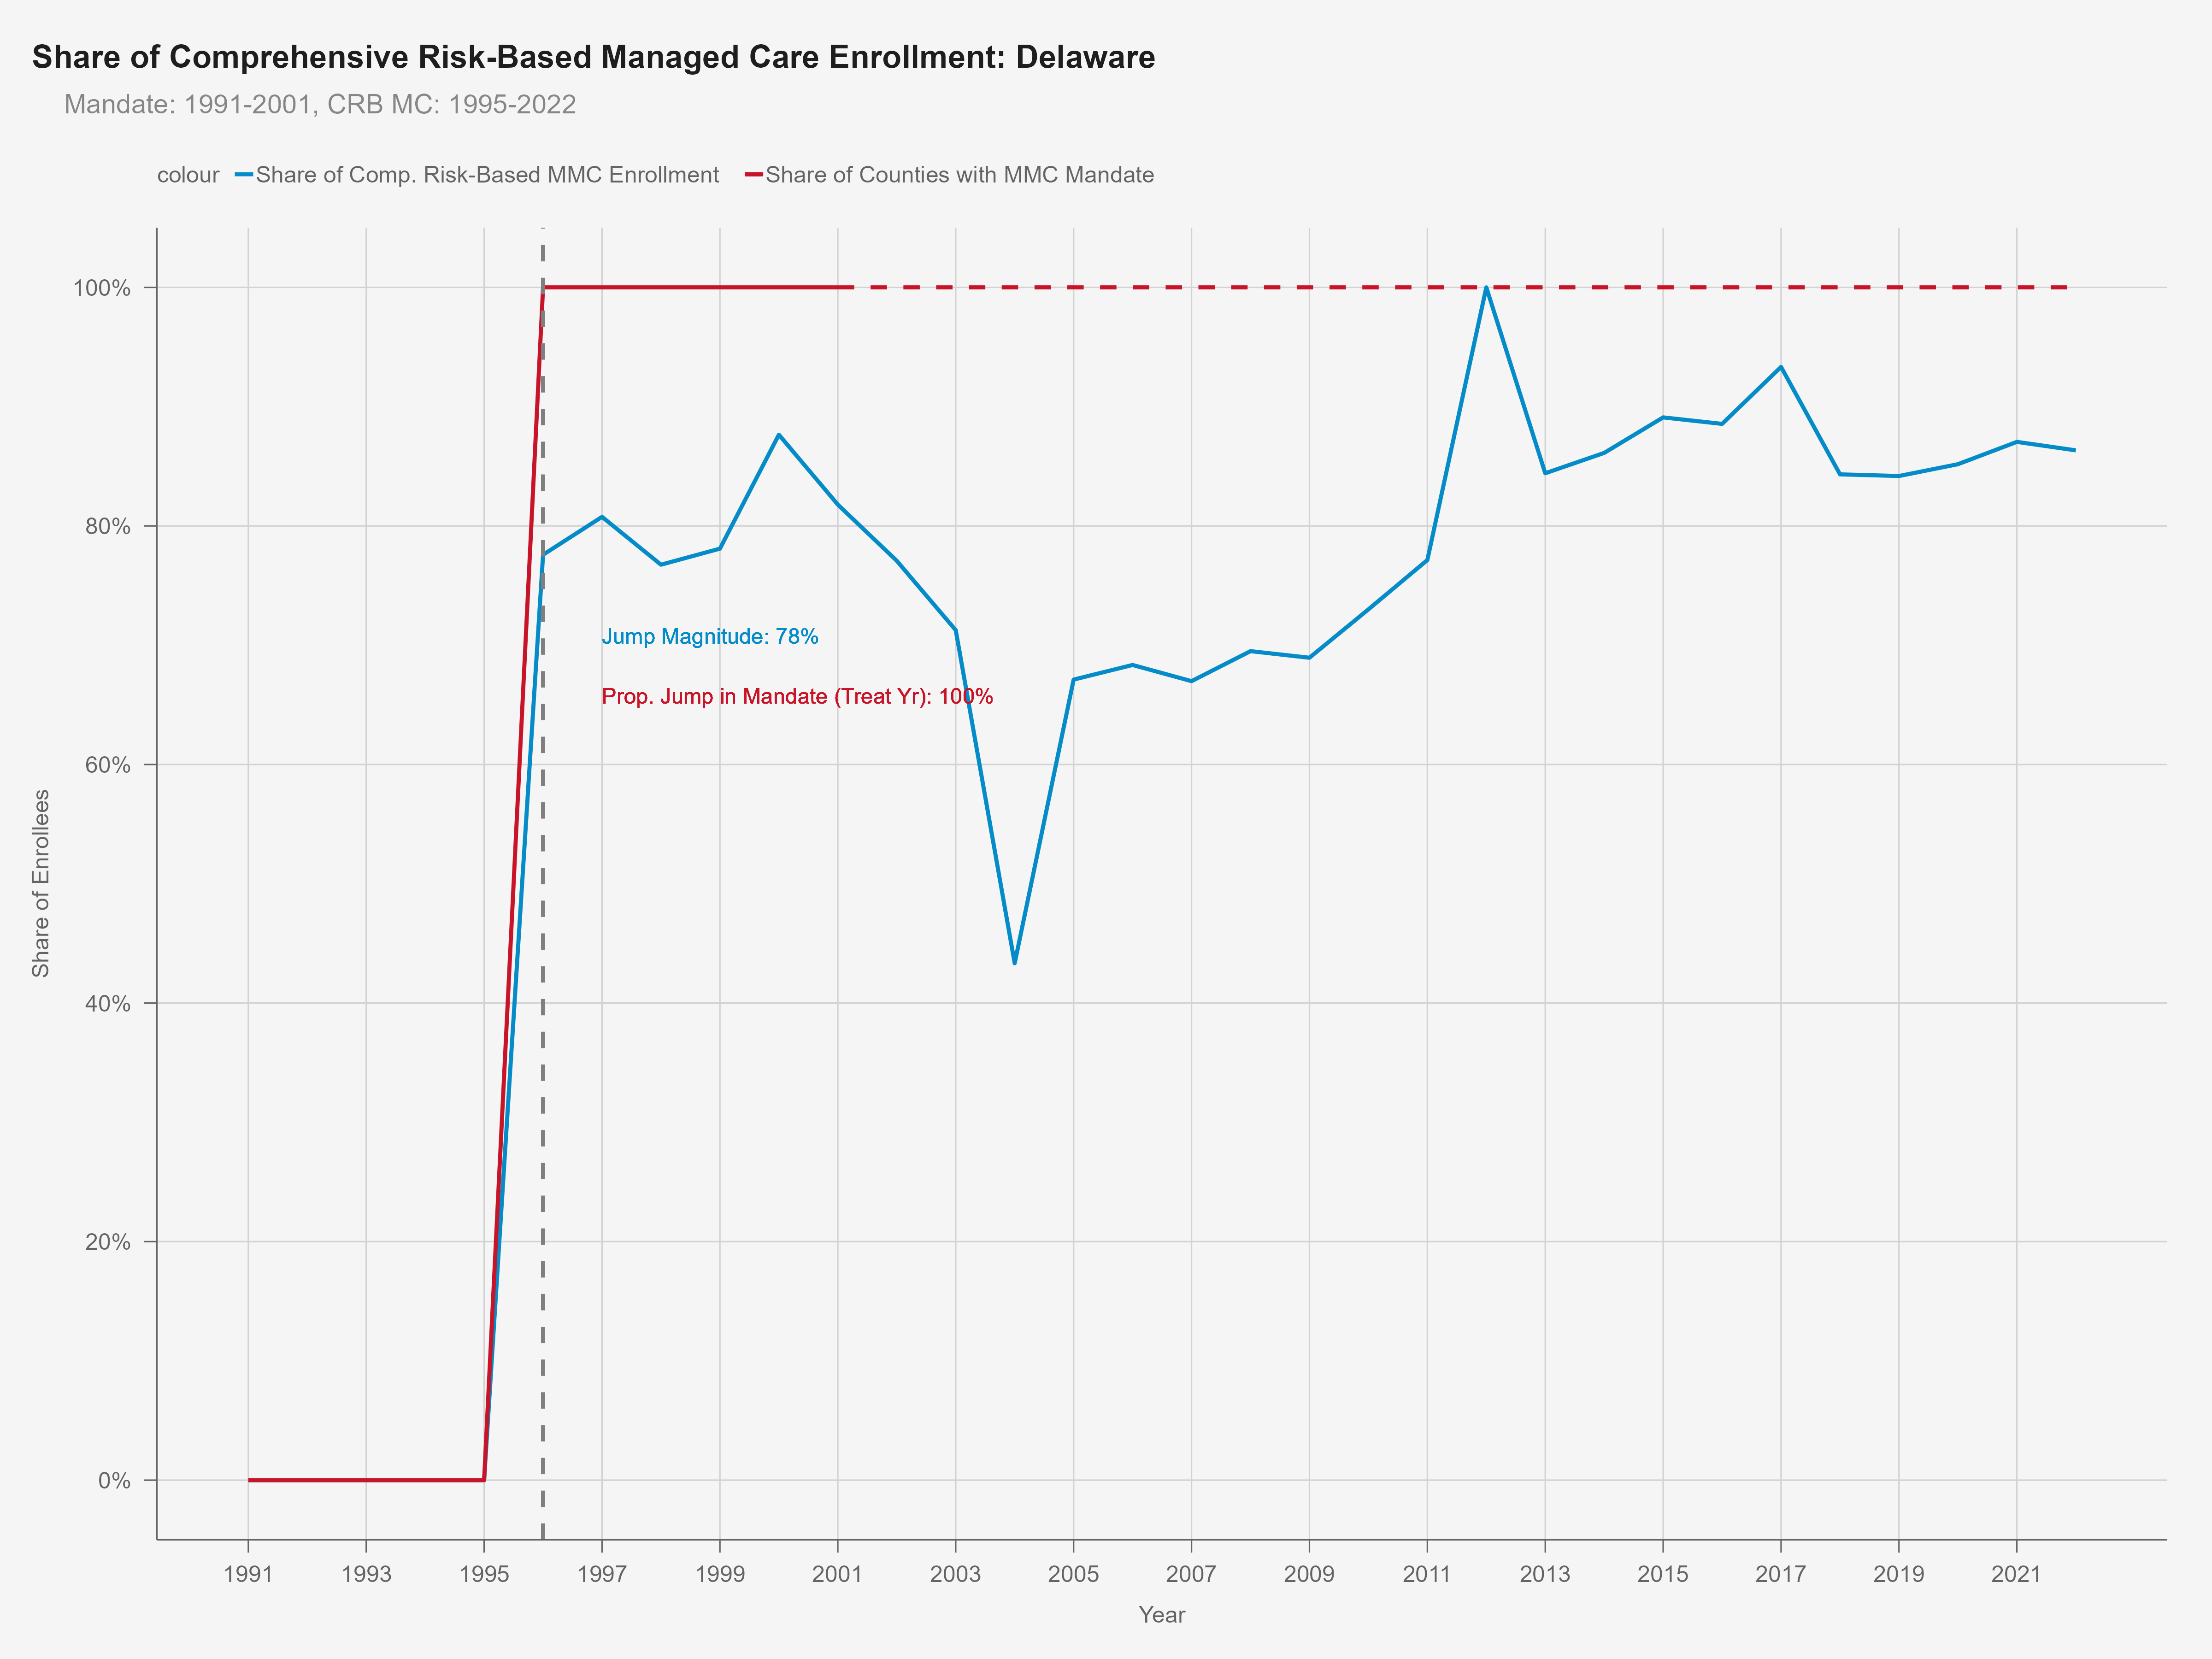 Share of Comprehensive Risk-Based Managed Care Enrollment: Delaware
Mandate: 1991-2001, CRB MC: 1995-2022
colour Share of Comp. Risk-Based MMC Enrollment Share of Counties with MMC Mandate
100%
80%
60%
40%
20%
0%
Share of Enrollees
Jump Magnitude: 78%
Prop. Jump in Mandate (Treat Yr): 100%
1991 1993 1995 1997 1999 2001 2003 2005 2007 2009 2011 2013 2015 2017 2019 2021
Year